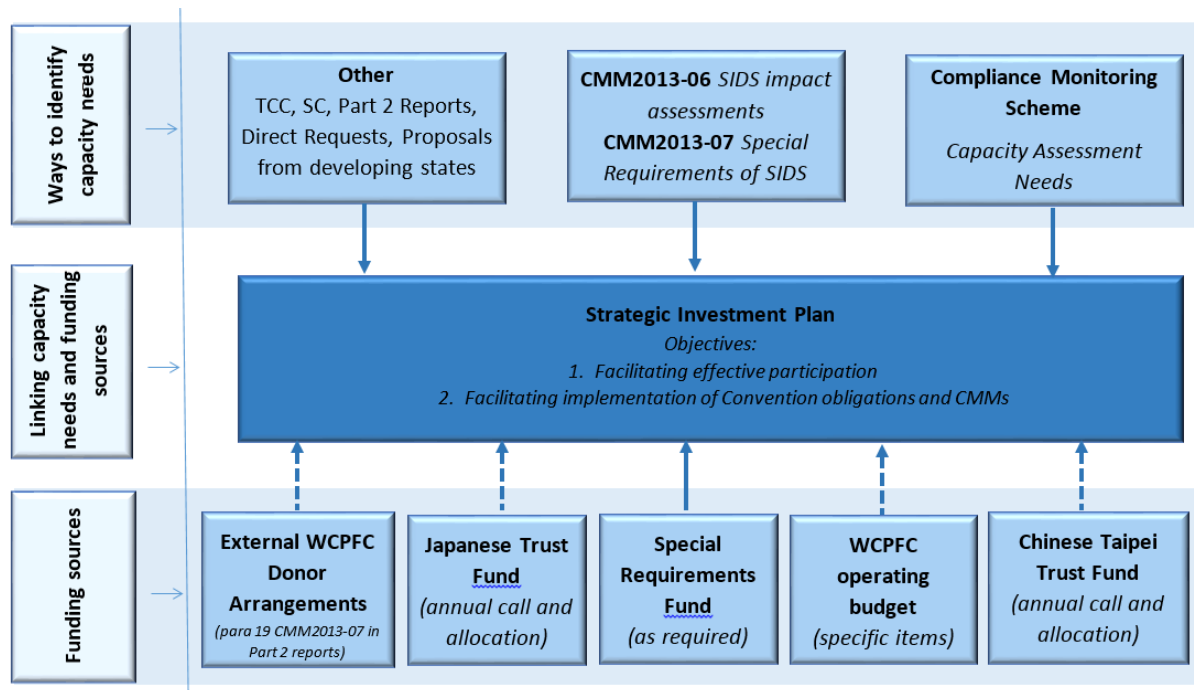 Ways to identify
capacity needs
Other
TCC, SC, Part 2 Reports,
Direct Requests, Proposals
from developing states
CMM2013-06 SIDS impact
assessments
CMM2013-07 Special
Requirements of SIDS
Compliance Monitoring
Scheme
Capacity Assessment
Needs
Linking capacity
needs and funding
sources
Strategic Investment Plan
Objectives:
1. Facilitating effective participation
2. Facilitating implementation of Convention obligations and CMMs
Funding sources
External WCPFC
Donor
Arrangements
(para 19 CMM2013-07 in
Part 2 reports)
Japanese Trust
Fund
(annual call and
allocation)
Special
Requirements
Fund
(as required)
WCPFC
operating
budget
(specific items)
Chinese Taipei
Trust Fund
(annual call and
allocation)